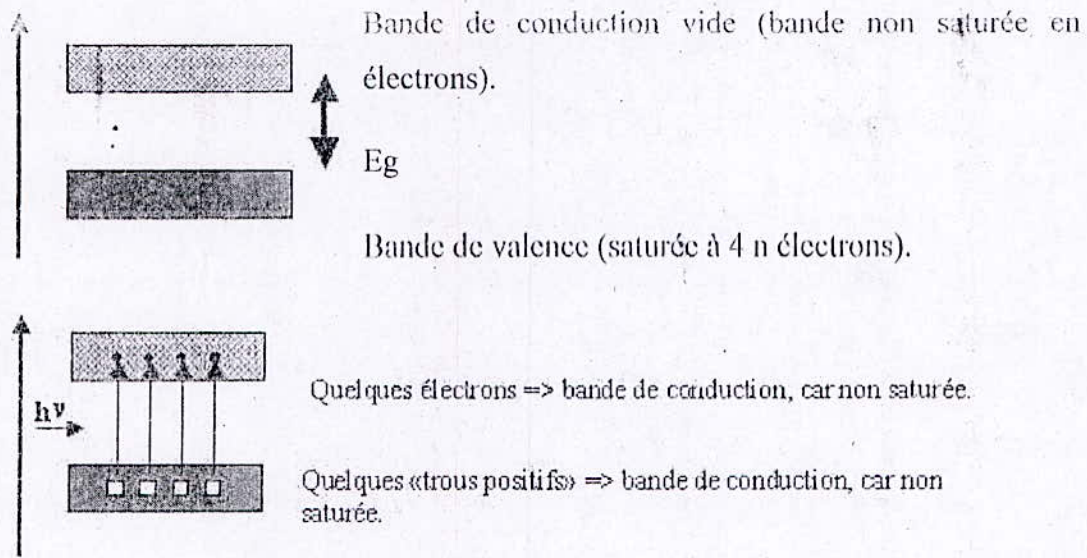 Bande de conduction vide (bande non saturée en
électrons).
Eg
Bande de valence (saturée à 4 n électrons).
hν
Quelques électrons => bande de conduction, car non saturée.
Quelques «trous positifs» => bande de conduction, car non
saturée.